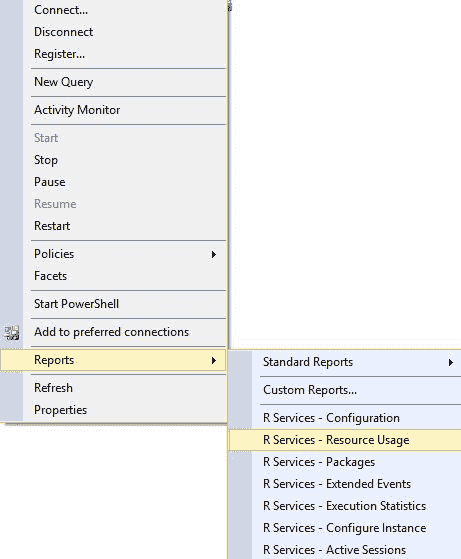 Connect...
Disconnect
Register...
New Query
Activity Monitor
Start
Stop
Pause
Resume
Restart
Policies
Facets
Start PowerShell
Add to preferred connections
Reports
Refresh
Properties
Standard Reports
Custom Reports...
R Services - Configuration
R Services - Resource Usage
R Services - Packages
R Services - Extended Events
R Services - Execution Statistics
R Services - Configure Instance
R Services - Active Sessions